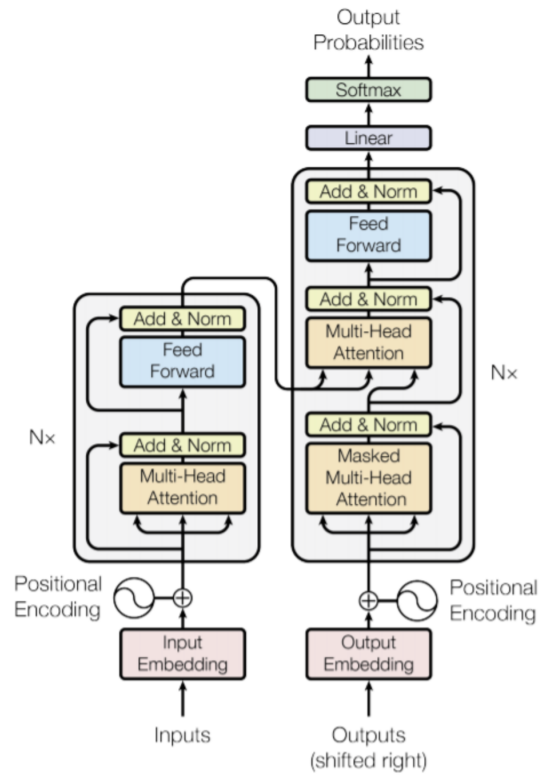 Output
Probabilities
Softmax
Linear
Add & Norm
Feed
Forward
Add & Norm
Multi-Head
Attention
Add & Norm
Masked
Multi-Head
Attention
Nx
Add & Norm
Feed
Forward
Add & Norm
Multi-Head
Attention
Nx
Positional
Encoding
Positional
Encoding
Input
Embedding
Output
Embedding
Inputs
Outputs
(shifted right)